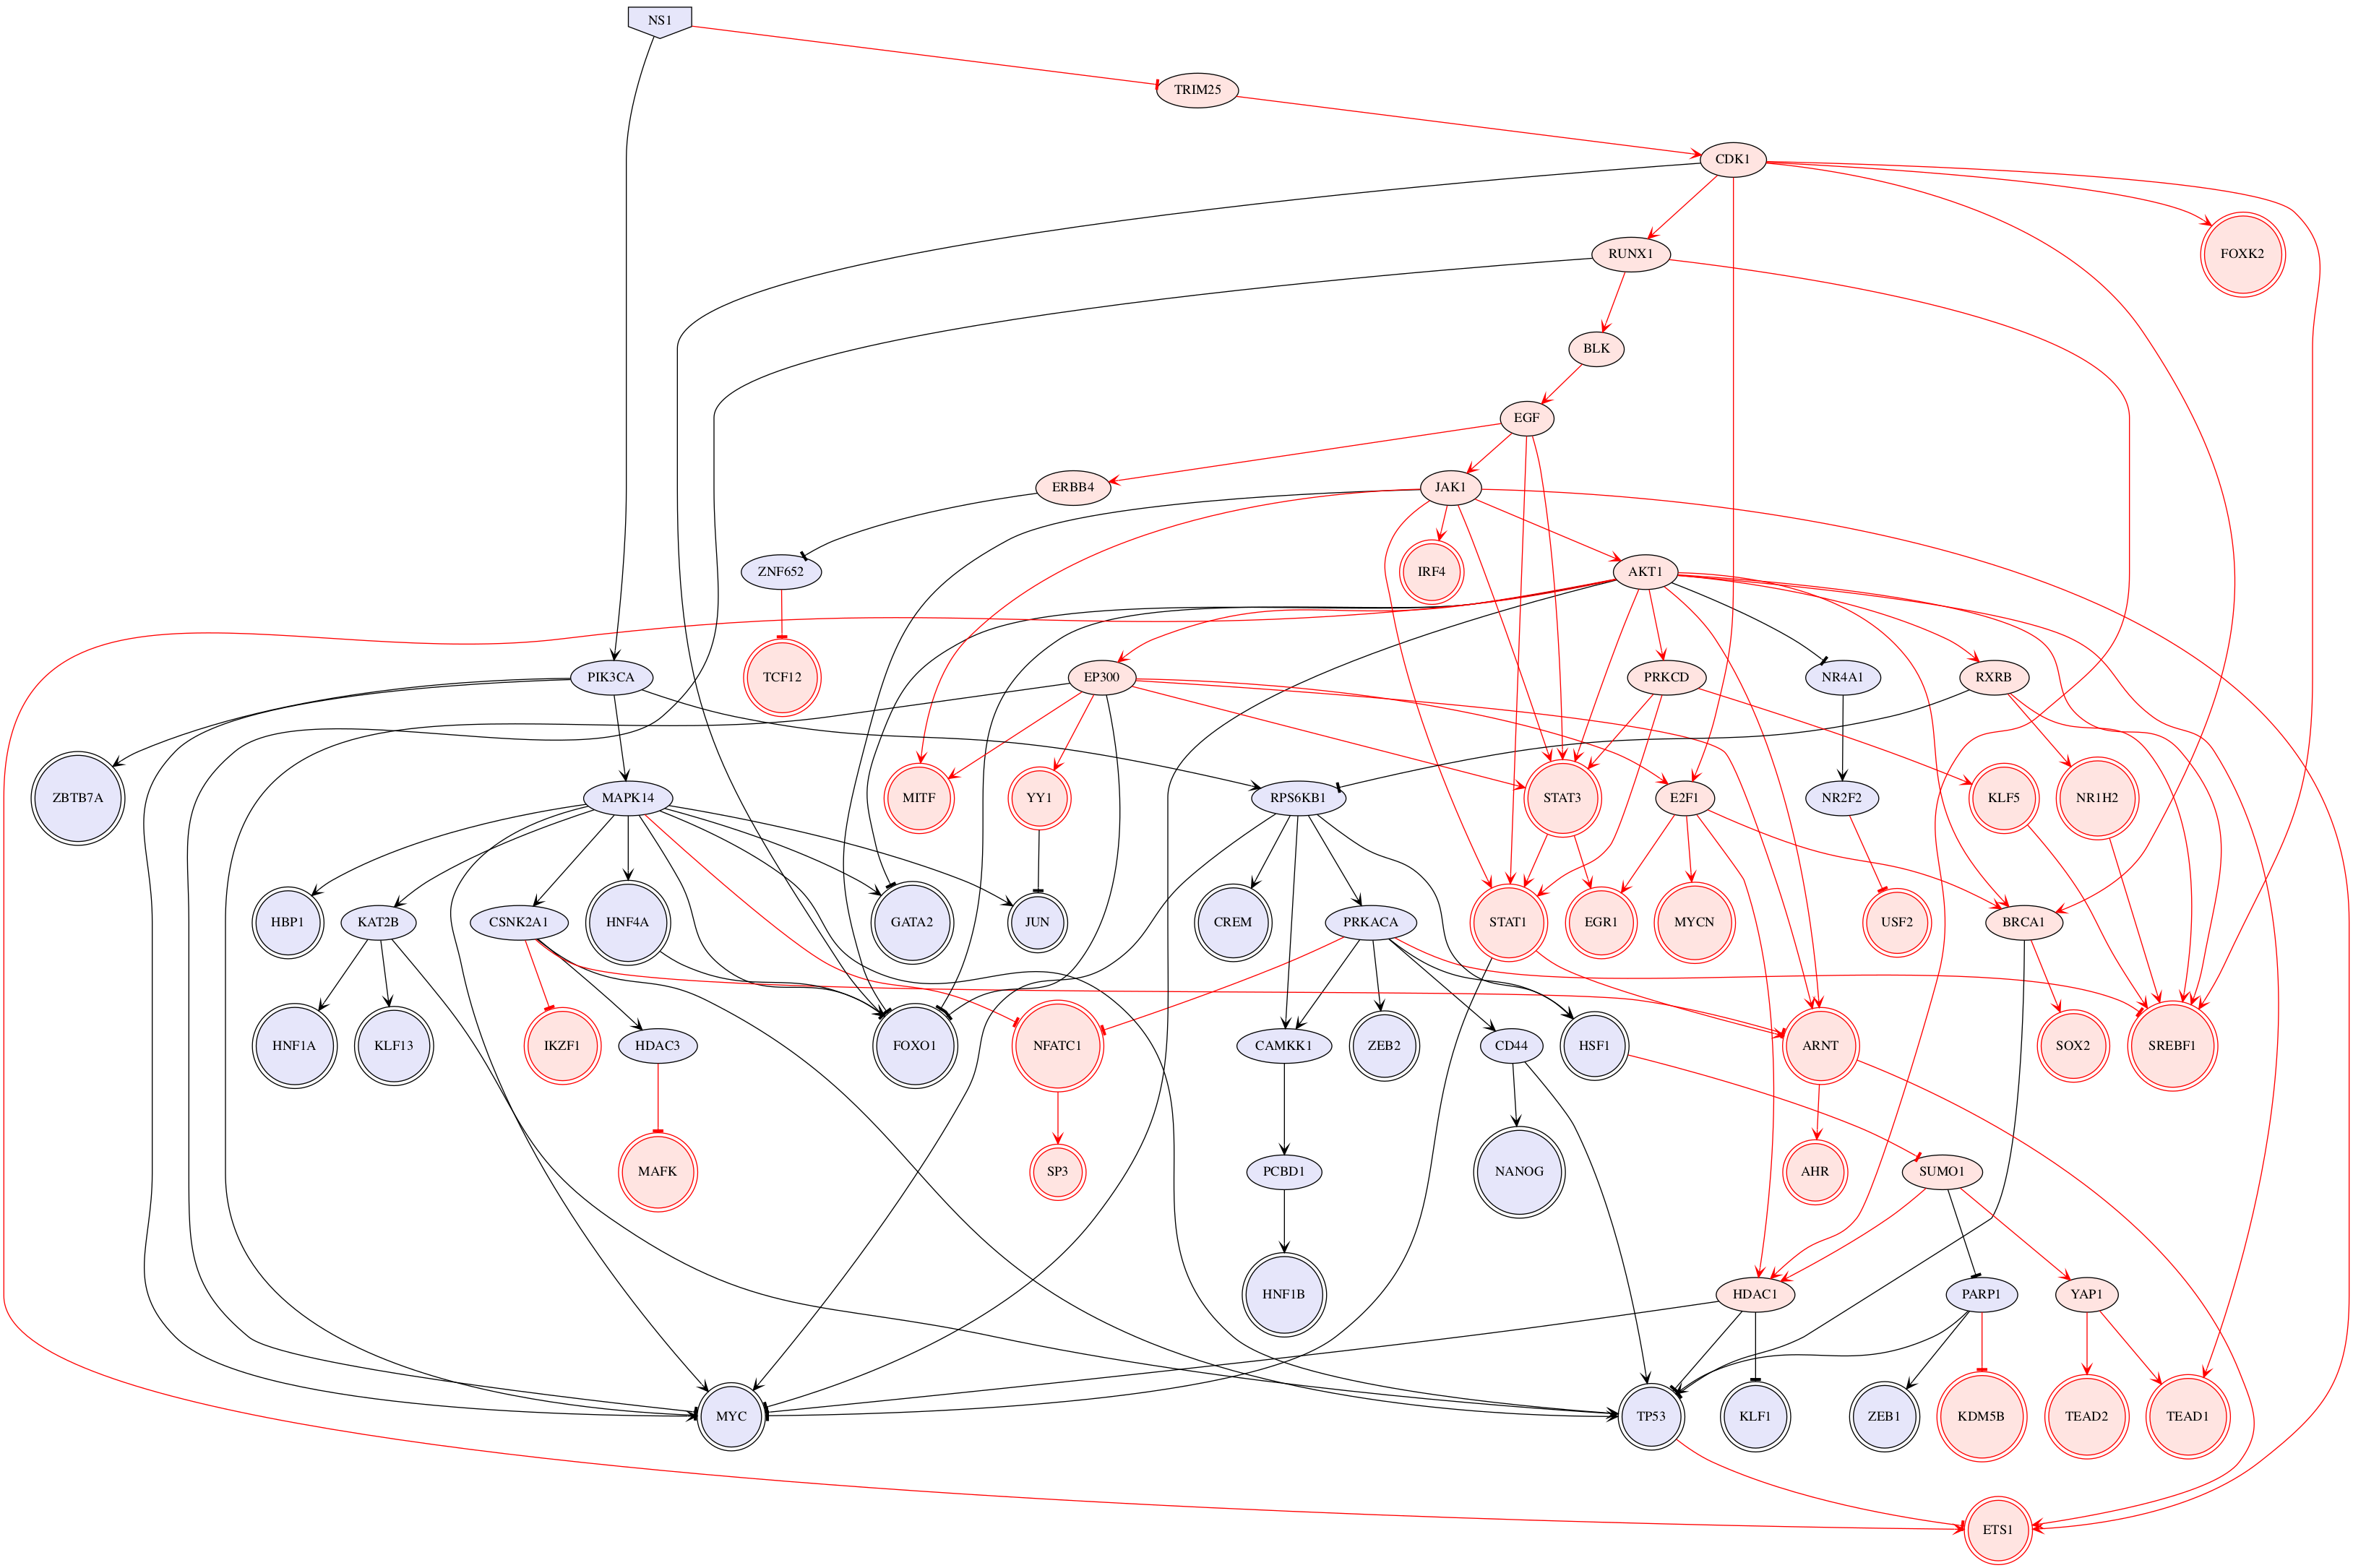 NS1
TRIM25
CDK1
RUNX1
FOXK2
BLK
EGF
ERBB4
JAK1
ZNF652
IRF4
AKT1
PIK3CA
TCF12
EP300
PRKCD
NR4A1
RXRB
ZBTB7A
MAPK14
MITF
YY1
RPS6KB1
STAT3
E2F1
NR2F2
KLF5
NR1H2
HBP1
KAT2B
CSNK2A1
HNF4A
GATA2
JUN
CREM
PRKACA
STAT1
EGR1
MYCN
USF2
BRCA1
HNF1A
KLF13
IKZF1
HDAC3
FOXO1
NFATC1
CAMKK1
ZEB2
CD44
HSF1
ARNT
SOX2
SREBF1
MAFK
SP3
PCBD1
NANOG
AHR
SUMO1
HNF1B
HDAC1
PARP1
YAP1
MYC
TP53
KLF1
ZEB1
KDM5B
TEAD2
TEAD1
ETS1